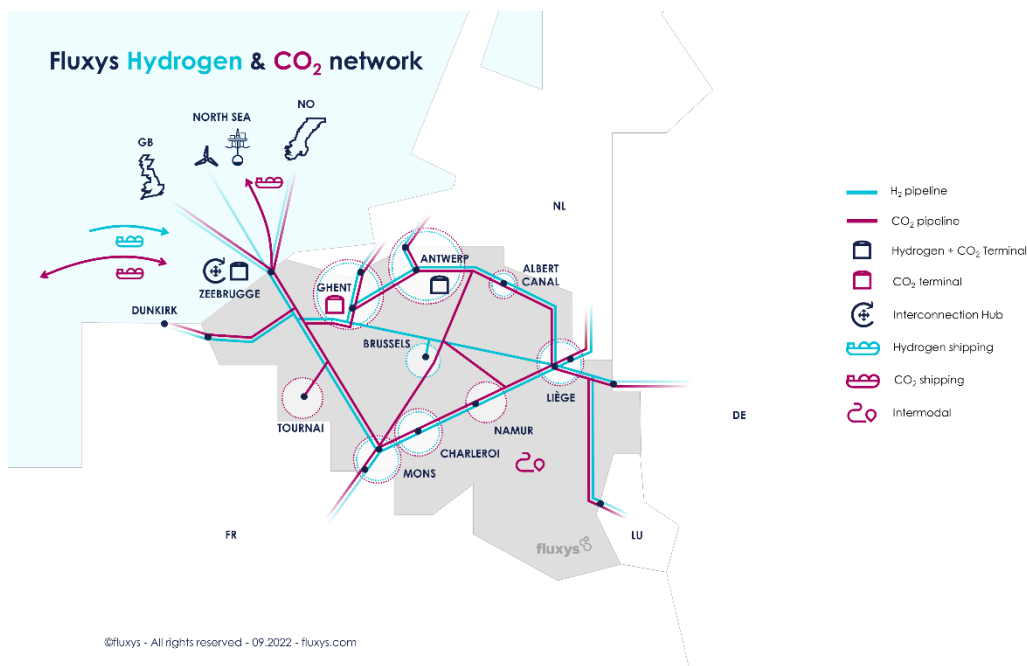 Fluxys Hydrogen & CO₂ network
NO
NORTH SEA
GB
NL
ANTWERP
ALBERT
CANAL
GHENT
ZEEBRUGGE
DUNKIRK
BRUSSELS
LIÈGE
TOURNAI
NAMUR
CHARLEROI
MONS
DE
FR
LU
fluxys
H₂ pipeline
CO₂ pipeline
Hydrogen + CO₂ Terminal
CO₂ terminal
Interconnection Hub
Hydrogen shipping
CO₂ shipping
Intermodal
©fluxys - All rights reserved - 09.2022 - fluxys.com